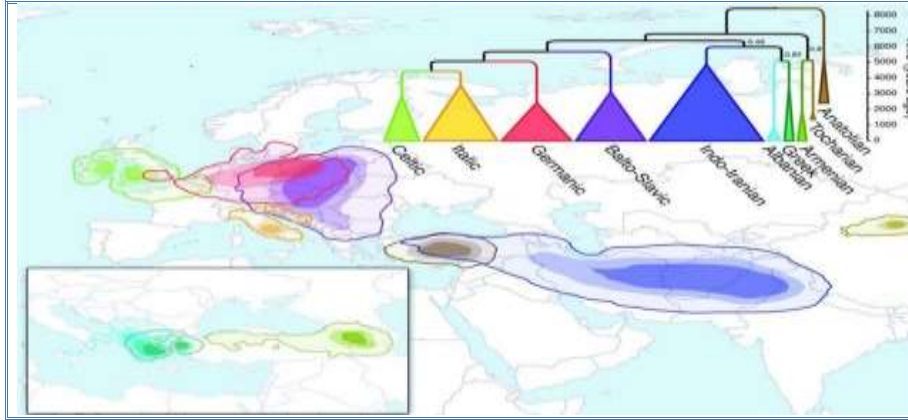 8000
7000
6000
5000
4000
3000
2000
1000
0
Celtic
Italic
Germanic
Balto-Slavic
Indo-Iranian
Albanian
Greek
Armenian
Tocharian
Anatolian